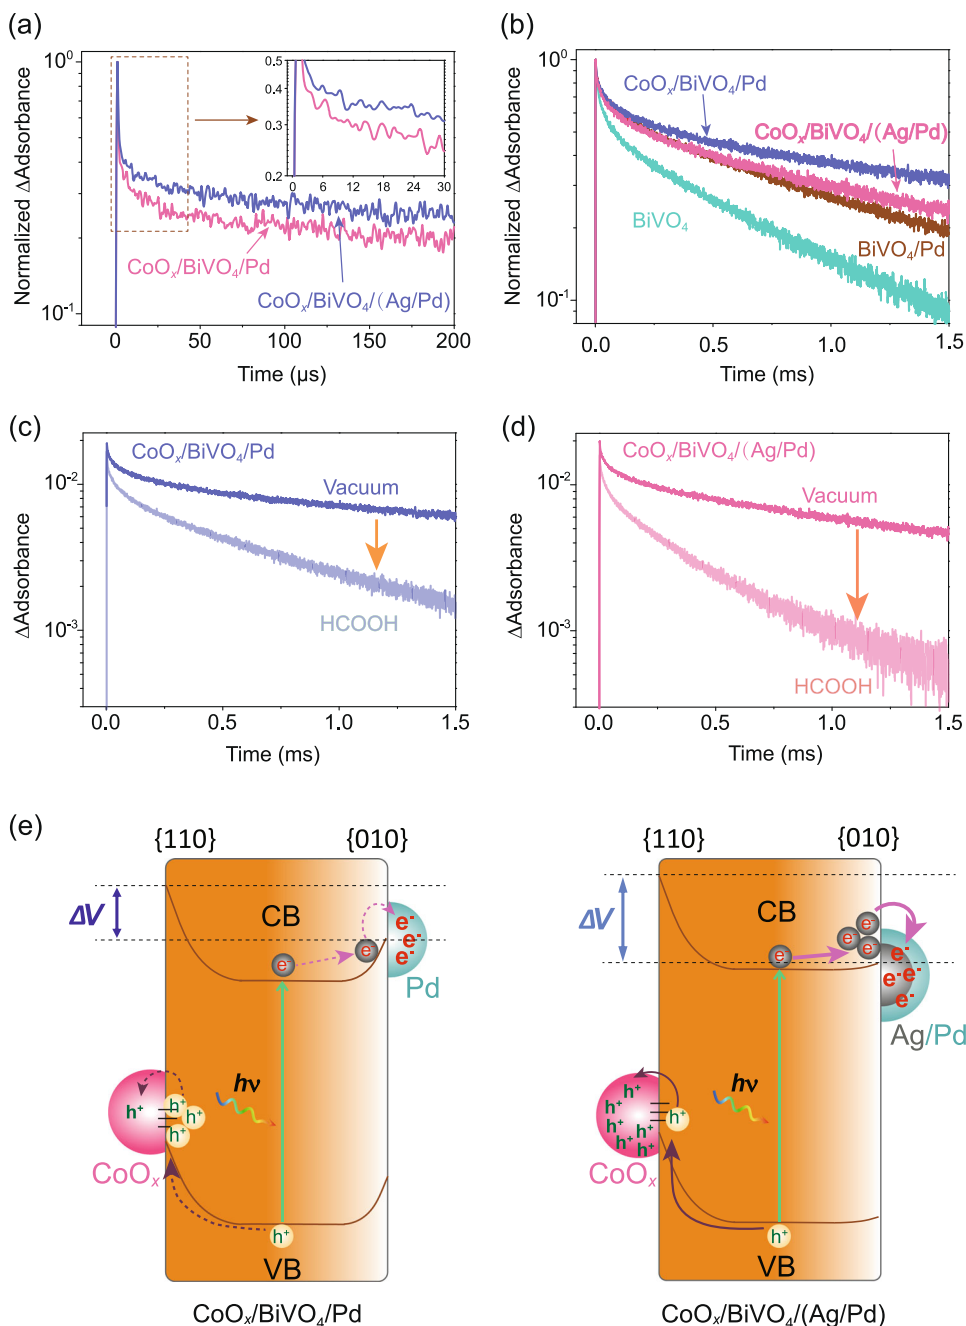 (a)
10⁰
10⁻¹
Normalized ΔAdsorbance
0.5
0.4
0.3
0.2
0 6 12 18 24 30
CoOₓ/BiVO₄/Pd
CoOₓ/BiVO₄/(Ag/Pd)
0 50 100 150 200
Time (μs)
(b)
10⁰
10⁻¹
Normalized ΔAdsorbance
CoOₓ/BiVO₄/Pd
CoOₓ/BiVO₄/(Ag/Pd)
BiVO₄
BiVO₄/Pd
0.0 0.5 1.0 1.5
Time (ms)
(c)
10⁻²
10⁻³
ΔAdsorbance
CoOₓ/BiVO₄/Pd
Vacuum
HCOOH
0.0 0.5 1.0 1.5
Time (ms)
(d)
10⁻²
10⁻³
ΔAdsorbance
CoOₓ/BiVO₄/(Ag/Pd)
Vacuum
HCOOH
0.0 0.5 1.0 1.5
Time (ms)
(e)
{110} {010}
ΔV
CB
e⁻
e⁻
e⁻
e⁻
e⁻
Pd
hν
h⁺
h⁺
h⁺
h⁺
CoOₓ
h⁺
VB
CoOₓ/BiVO₄/Pd
{110} {010}
ΔV
CB
e⁻
e⁻
e⁻
e⁻
e⁻
e⁻ e⁻
e⁻
Ag/Pd
hν
h⁺
h⁺
h⁺
h⁺
h⁺
h⁺
h⁺
h⁺
CoOₓ
h⁺
VB
CoOₓ/BiVO₄/(Ag/Pd)